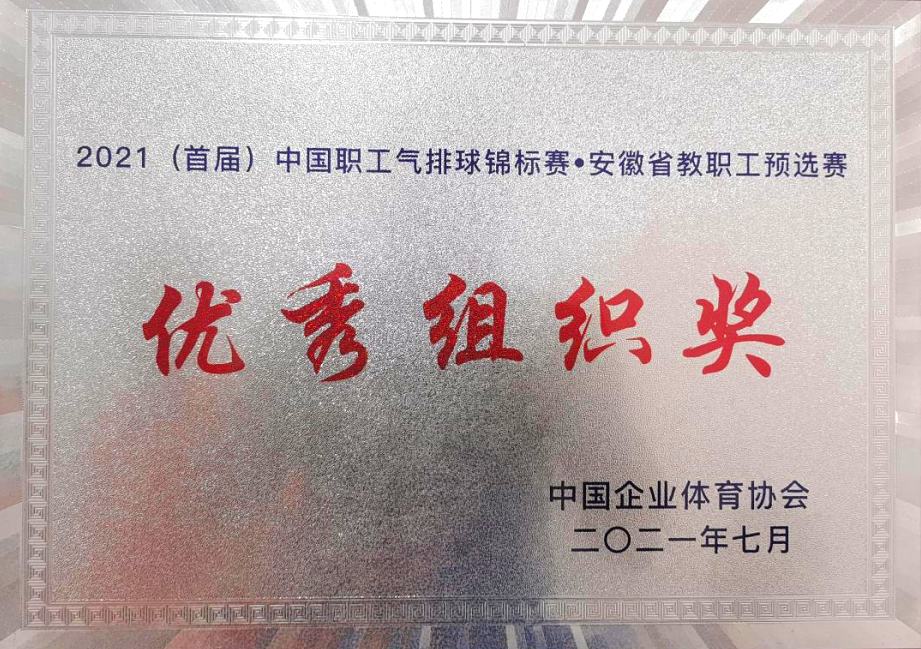 2021（首届）中国职工气排球锦标赛•安徽省教职工预选赛
优秀组织奖
中国企业体育协会
二〇二一年七月